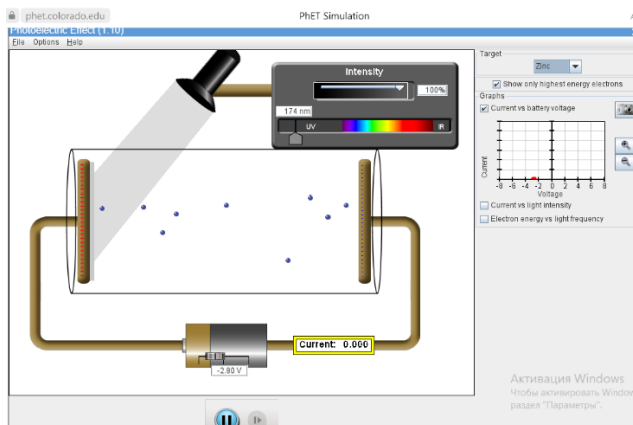 phet.colorado.edu
PhET Simulation
Photoelectric Effect (1.10)
File Options Help
Target
Zinc
Show only highest energy electrons
Graphs
Current vs battery voltage
Current
-8 -6 -4 -2 0 2 4 6 8
Voltage
Current vs light intensity
Electron energy vs light frequency
Intensity
100%
174 nm
UV
IR
Current: 0.000
-2.80 V
Активация Windows
Чтобы активировать Window
раздел "Параметры".